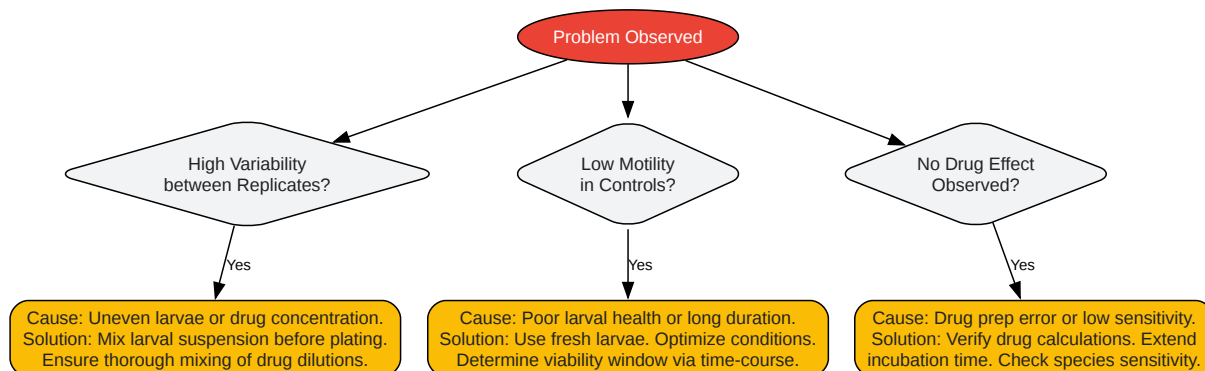 Problem Observed
High Variability
between Replicates?
Low Motility
in Controls?
No Drug Effect
Observed?
Yes
Yes
Yes
Cause: Uneven larvae or drug concentration.
Solution: Mix larval suspension before plating.
Ensure thorough mixing of drug dilutions.
Cause: Poor larval health or long duration.
Solution: Use fresh larvae. Optimize conditions.
Determine viability window via time-course.
Cause: Drug prep error or low sensitivity.
Solution: Verify drug calculations. Extend
incubation time. Check species sensitivity.